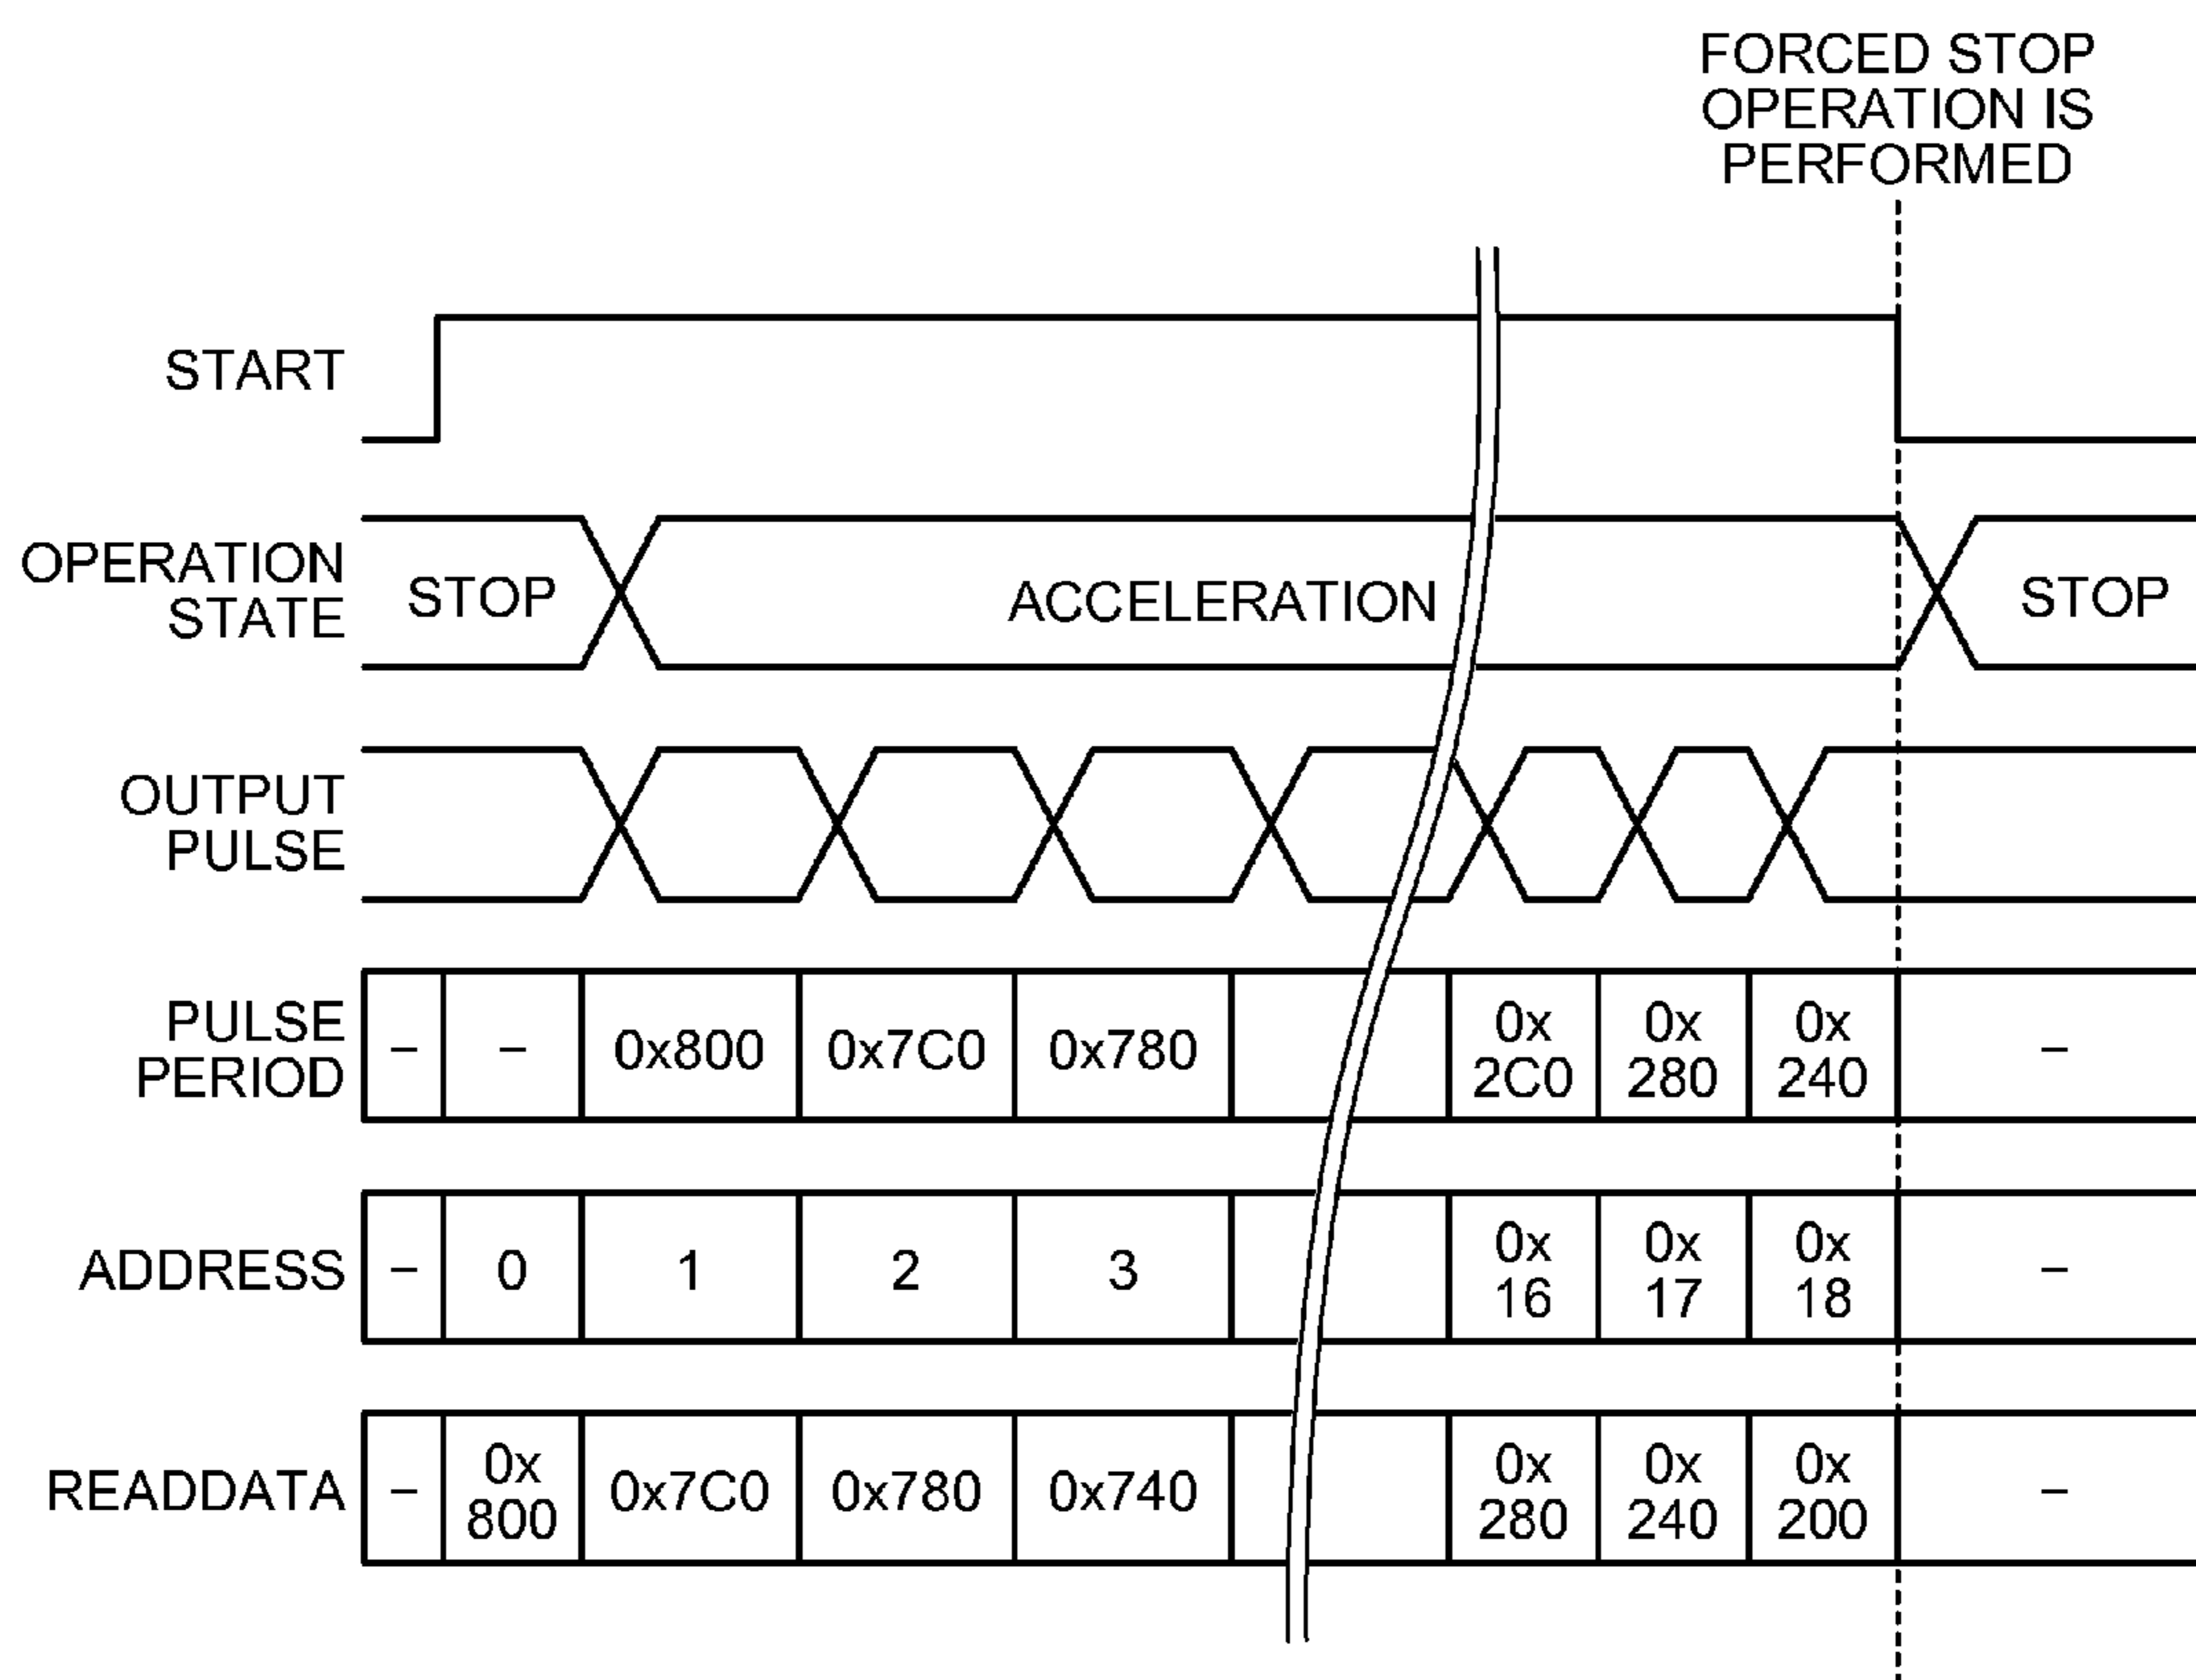 FORCED STOP
OPERATION IS
PERFORMED
START
OPERATION
STATE
STOP
ACCELERATION
STOP
OUTPUT
PULSE
PULSE
PERIOD
–
–
0x800
0x7C0
0x780
0x
2C0
0x
280
0x
240
–
ADDRESS
–
0
1
2
3
0x
16
0x
17
0x
18
–
READDATA
–
0x
800
0x7C0
0x780
0x740
0x
280
0x
240
0x
200
–